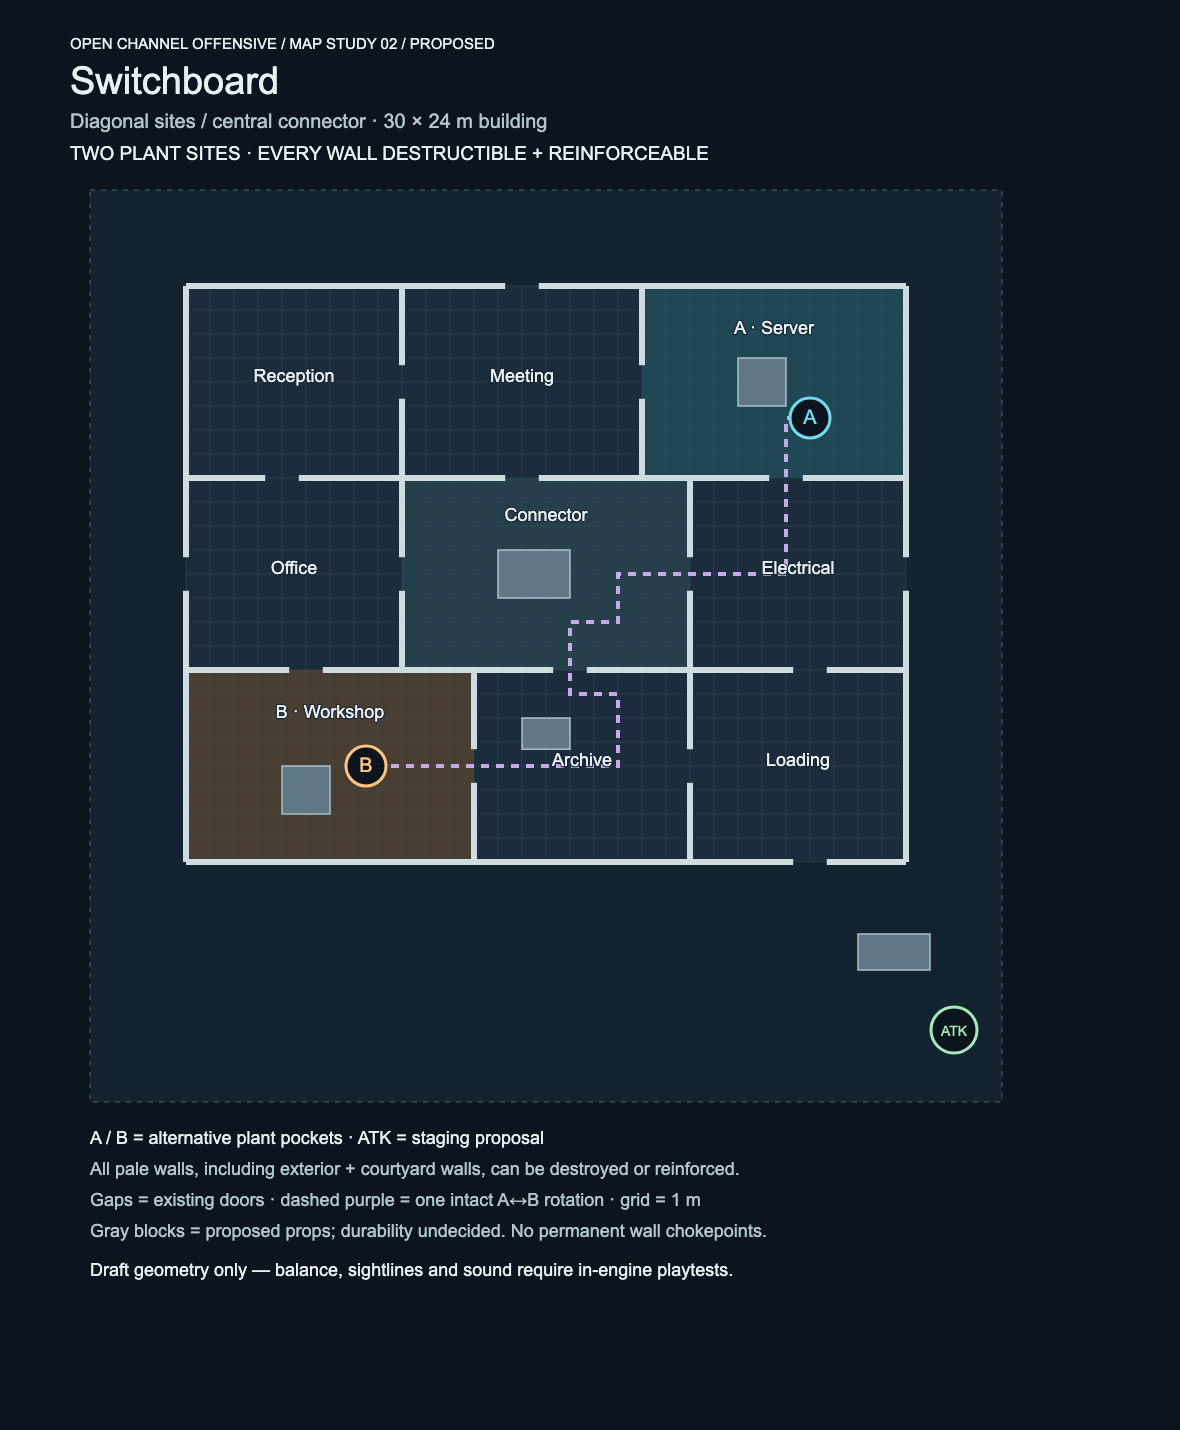 OPEN CHANNEL OFFENSIVE / MAP STUDY 02 / PROPOSED
Switchboard
Diagonal sites / central connector · 30 × 24 m building
TWO PLANT SITES · EVERY WALL DESTRUCTIBLE + REINFORCEABLE
A · Server
Reception
Meeting
A
Connector
Office
Electrical
B · Workshop
B
Archive
Loading
ATK
A / B = alternative plant pockets · ATK = staging proposal
All pale walls, including exterior + courtyard walls, can be destroyed or reinforced.
Gaps = existing doors · dashed purple = one intact A↔B rotation · grid = 1 m
Gray blocks = proposed props; durability undecided. No permanent wall chokepoints.
Draft geometry only — balance, sightlines and sound require in-engine playtests.